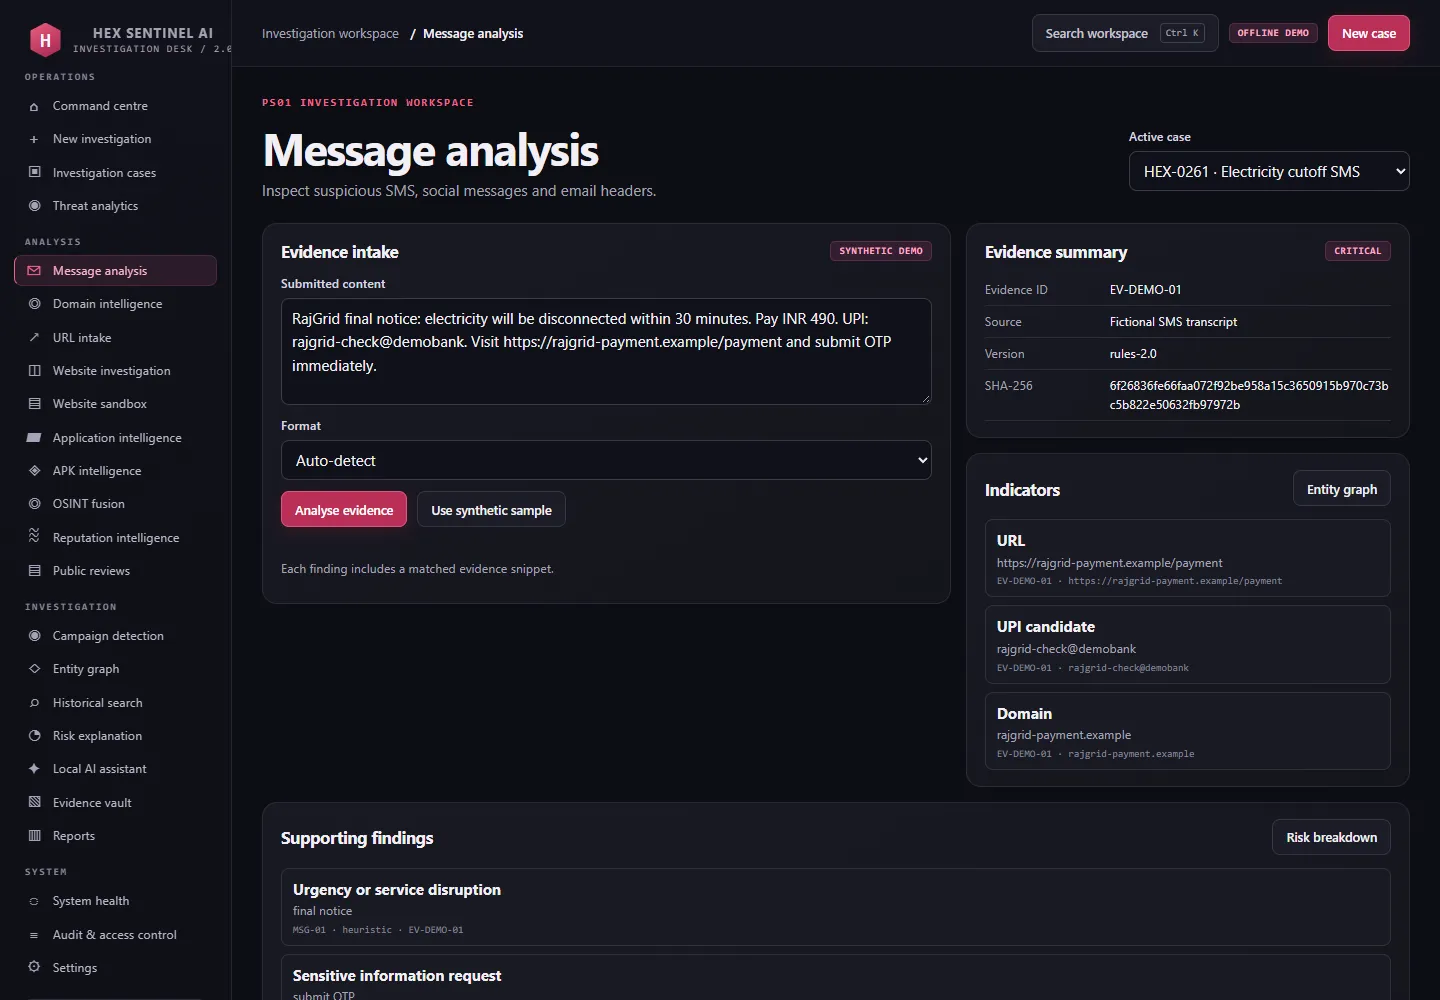 H
HEX SENTINEL AI
INVESTIGATION DESK / 2.0
OPERATIONS
Command centre
New investigation
Investigation cases
Threat analytics
ANALYSIS
Message analysis
Domain intelligence
URL intake
Website investigation
Website sandbox
Application intelligence
APK intelligence
OSINT fusion
Reputation intelligence
Public reviews
INVESTIGATION
Campaign detection
Entity graph
Historical search
Risk explanation
Local AI assistant
Evidence vault
Reports
SYSTEM
System health
Audit & access control
Settings
Investigation workspace / Message analysis
Search workspace Ctrl K
OFFLINE DEMO
New case
PS01 INVESTIGATION WORKSPACE
Message analysis
Inspect suspicious SMS, social messages and email headers.
Active case
HEX-0261 · Electricity cutoff SMS
Evidence intake
SYNTHETIC DEMO
Submitted content
RajGrid final notice: electricity will be disconnected within 30 minutes. Pay INR 490. UPI:
rajgrid-check@demobank. Visit https://rajgrid-payment.example/payment and submit OTP
immediately.
Format
Auto-detect
Analyse evidence
Use synthetic sample
Each finding includes a matched evidence snippet.
Evidence summary
CRITICAL
Evidence ID EV-DEMO-01
Source Fictional SMS transcript
Version rules-2.0
SHA-256 6f26836fe66faa072f92be958a15c3650915b970c73b
c5b822e50632fb97972b
Indicators
Entity graph
URL
https://rajgrid-payment.example/payment
EV-DEMO-01 · https://rajgrid-payment.example/payment
UPI candidate
rajgrid-check@demobank
EV-DEMO-01 · rajgrid-check@demobank
Domain
rajgrid-payment.example
EV-DEMO-01 · rajgrid-payment.example
Supporting findings
Risk breakdown
Urgency or service disruption
final notice
MSG-01 · heuristic · EV-DEMO-01
Sensitive information request
submit OTP